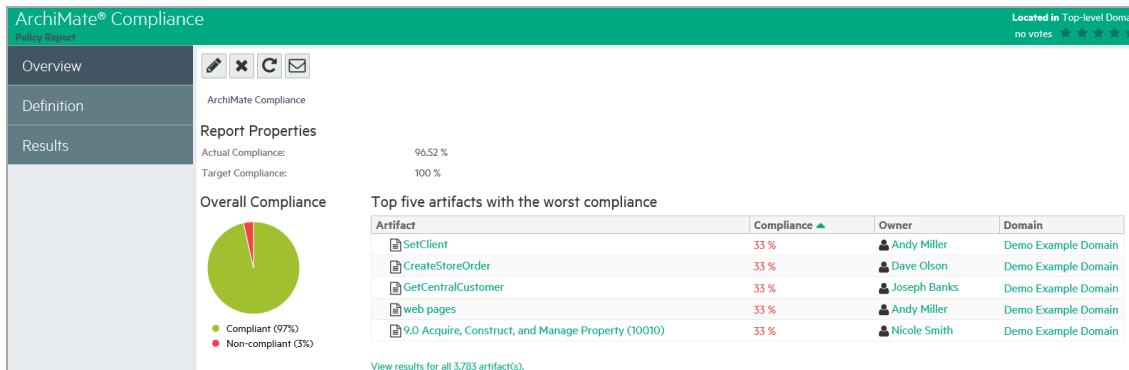 ArchiMate® Compliance
Policy Report
Located in Top-level Doma
no votes
Overview
Definition
Results
ArchiMate Compliance
Report Properties
Actual Compliance: 96.52 %
Target Compliance: 100 %
Overall Compliance
Compliant (97%)
Non-compliant (3%)
Top five artifacts with the worst compliance
Artifact Compliance Owner Domain
SetClient 33 % Andy Miller Demo Example Domain
CreateStoreOrder 33 % Dave Olson Demo Example Domain
GetCentralCustomer 33 % Joseph Banks Demo Example Domain
web pages 33 % Andy Miller Demo Example Domain
9.0 Acquire, Construct, and Manage Property (10010) 33 % Nicole Smith Demo Example Domain
View results for all 3,783 artifact(s).